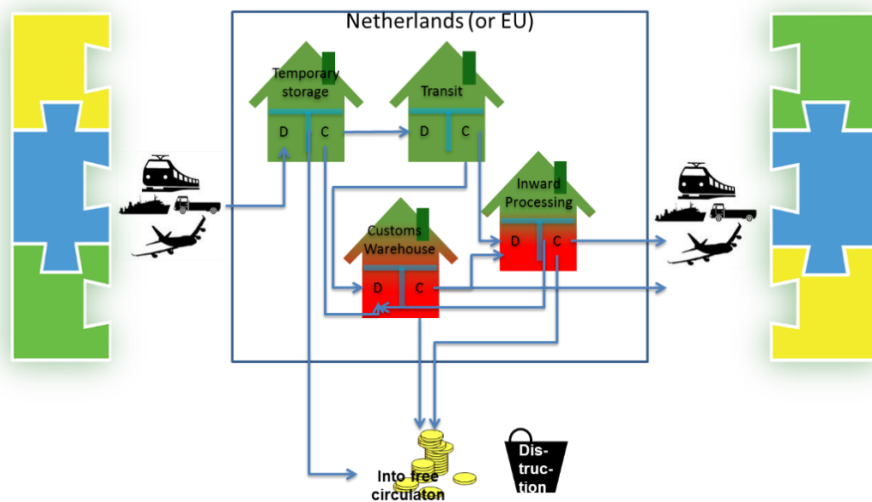 Netherlands (or EU)
Temporary
storage
D C
Transit
D C
Inward
Processing
D C
Customs
Warehouse
D C
Into free
circulaton
Dis-
truc-
tion